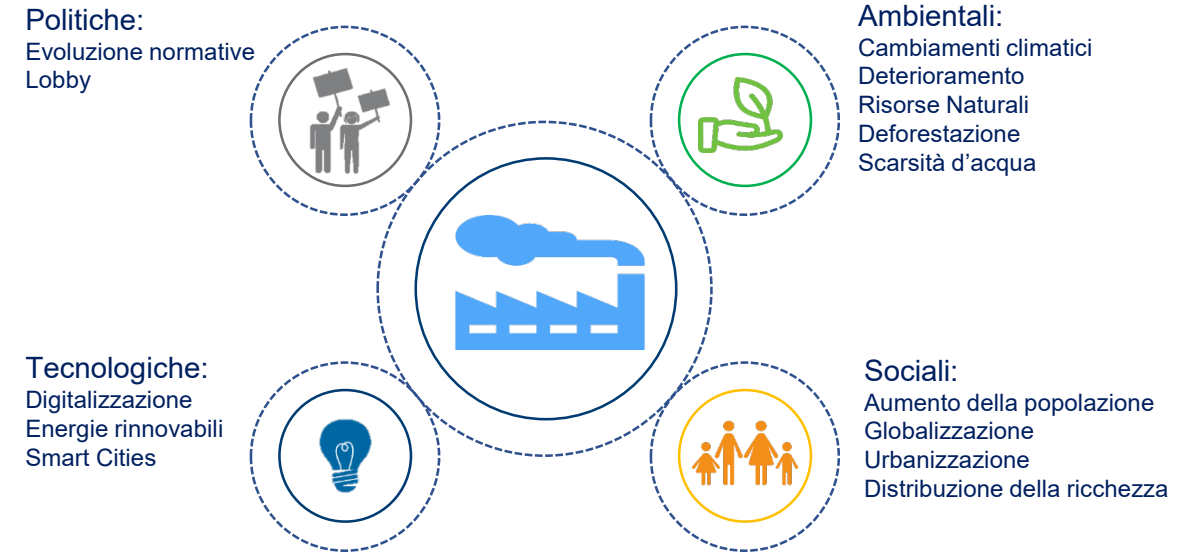 Politiche:
Evoluzione normative
Lobby
Ambientali:
Cambiamenti climatici
Deterioramento
Risorse Naturali
Deforestazione
Scarsità d’acqua
Tecnologiche:
Digitalizzazione
Energie rinnovabili
Smart Cities
Sociali:
Aumento della popolazione
Globalizzazione
Urbanizzazione
Distribuzione della ricchezza